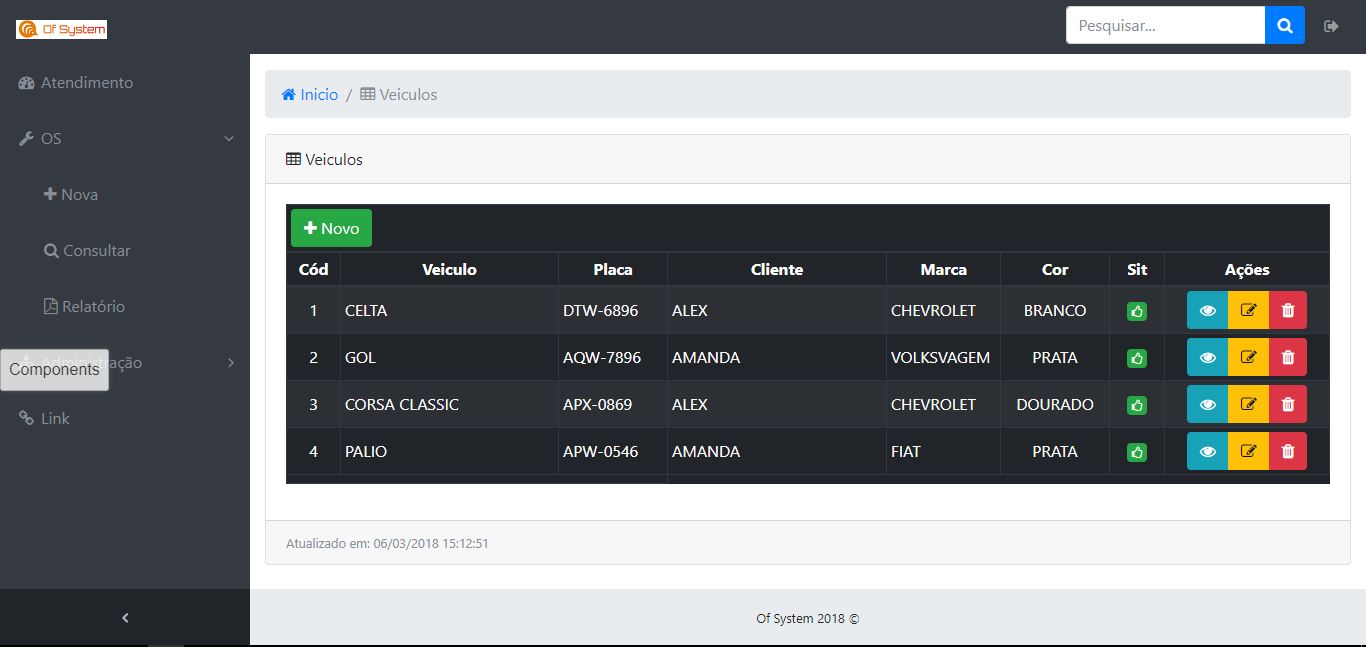 Of System
Pesquisar...
Atendimento
OS
Nova
Consultar
Relatório
Administração
Components
Link
Inicio / Veiculos
Veiculos
Novo
Cód Veiculo Placa Cliente Marca Cor Sit Ações
1 CELTA DTW-6896 ALEX CHEVROLET BRANCO
2 GOL AQW-7896 AMANDA VOLKSVAGEM PRATA
3 CORSA CLASSIC APX-0869 ALEX CHEVROLET DOURADO
4 PALIO APW-0546 AMANDA FIAT PRATA
Atualizado em: 06/03/2018 15:12:51
Of System 2018 ©